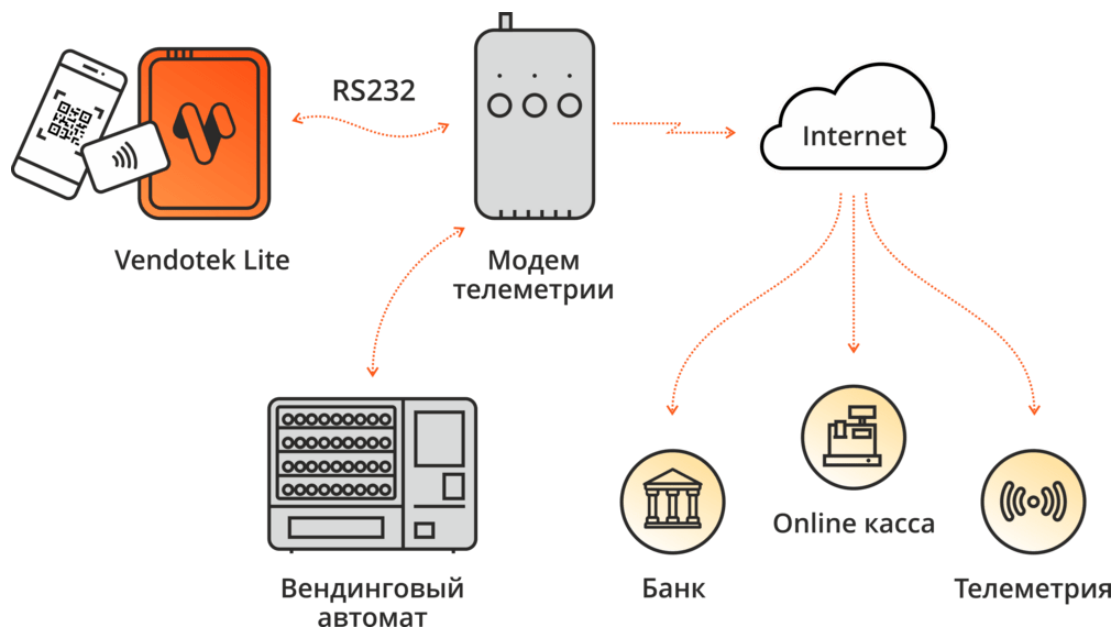 RS232
Internet
Vendotek Lite
Модем
телеметрии
Online касса
Вендинговый
автомат
Банк
Телеметрия